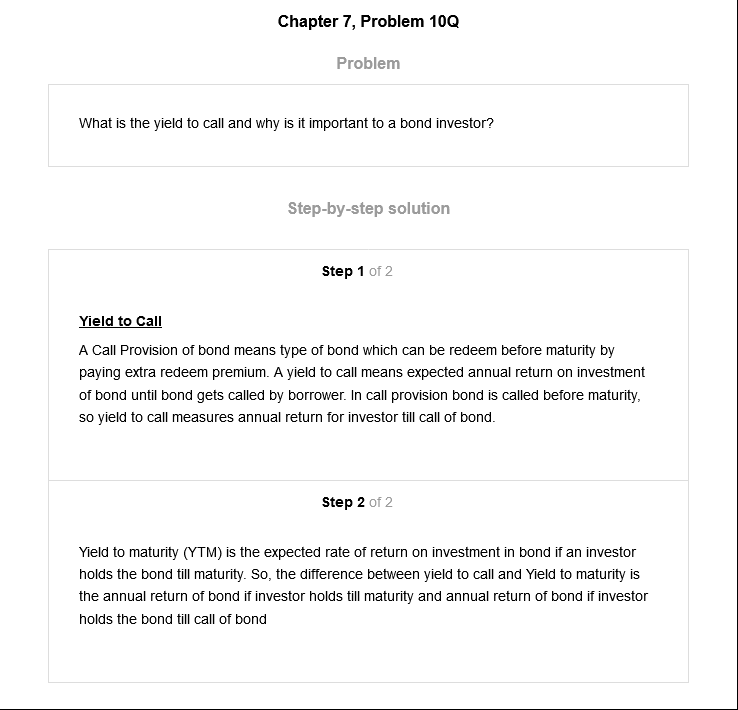 Chapter 7, Problem 10Q
Problem
What is the yield to call and why is it important to a bond investor?
Step-by-step solution
Step 1 of 2
Yield to Call
A Call Provision of bond means type of bond which can be redeem before maturity by
paying extra redeem premium. A yield to call means expected annual return on investment
of bond until bond gets called by borrower. In call provision bond is called before maturity,
so yield to call measures annual return for investor till call of bond.
Step 2 of 2
Yield to maturity (YTM) is the expected rate of return on investment in bond if an investor
holds the bond till maturity. So, the difference between yield to call and Yield to maturity is
the annual return of bond if investor holds till maturity and annual return of bond if investor
holds the bond till call of bond